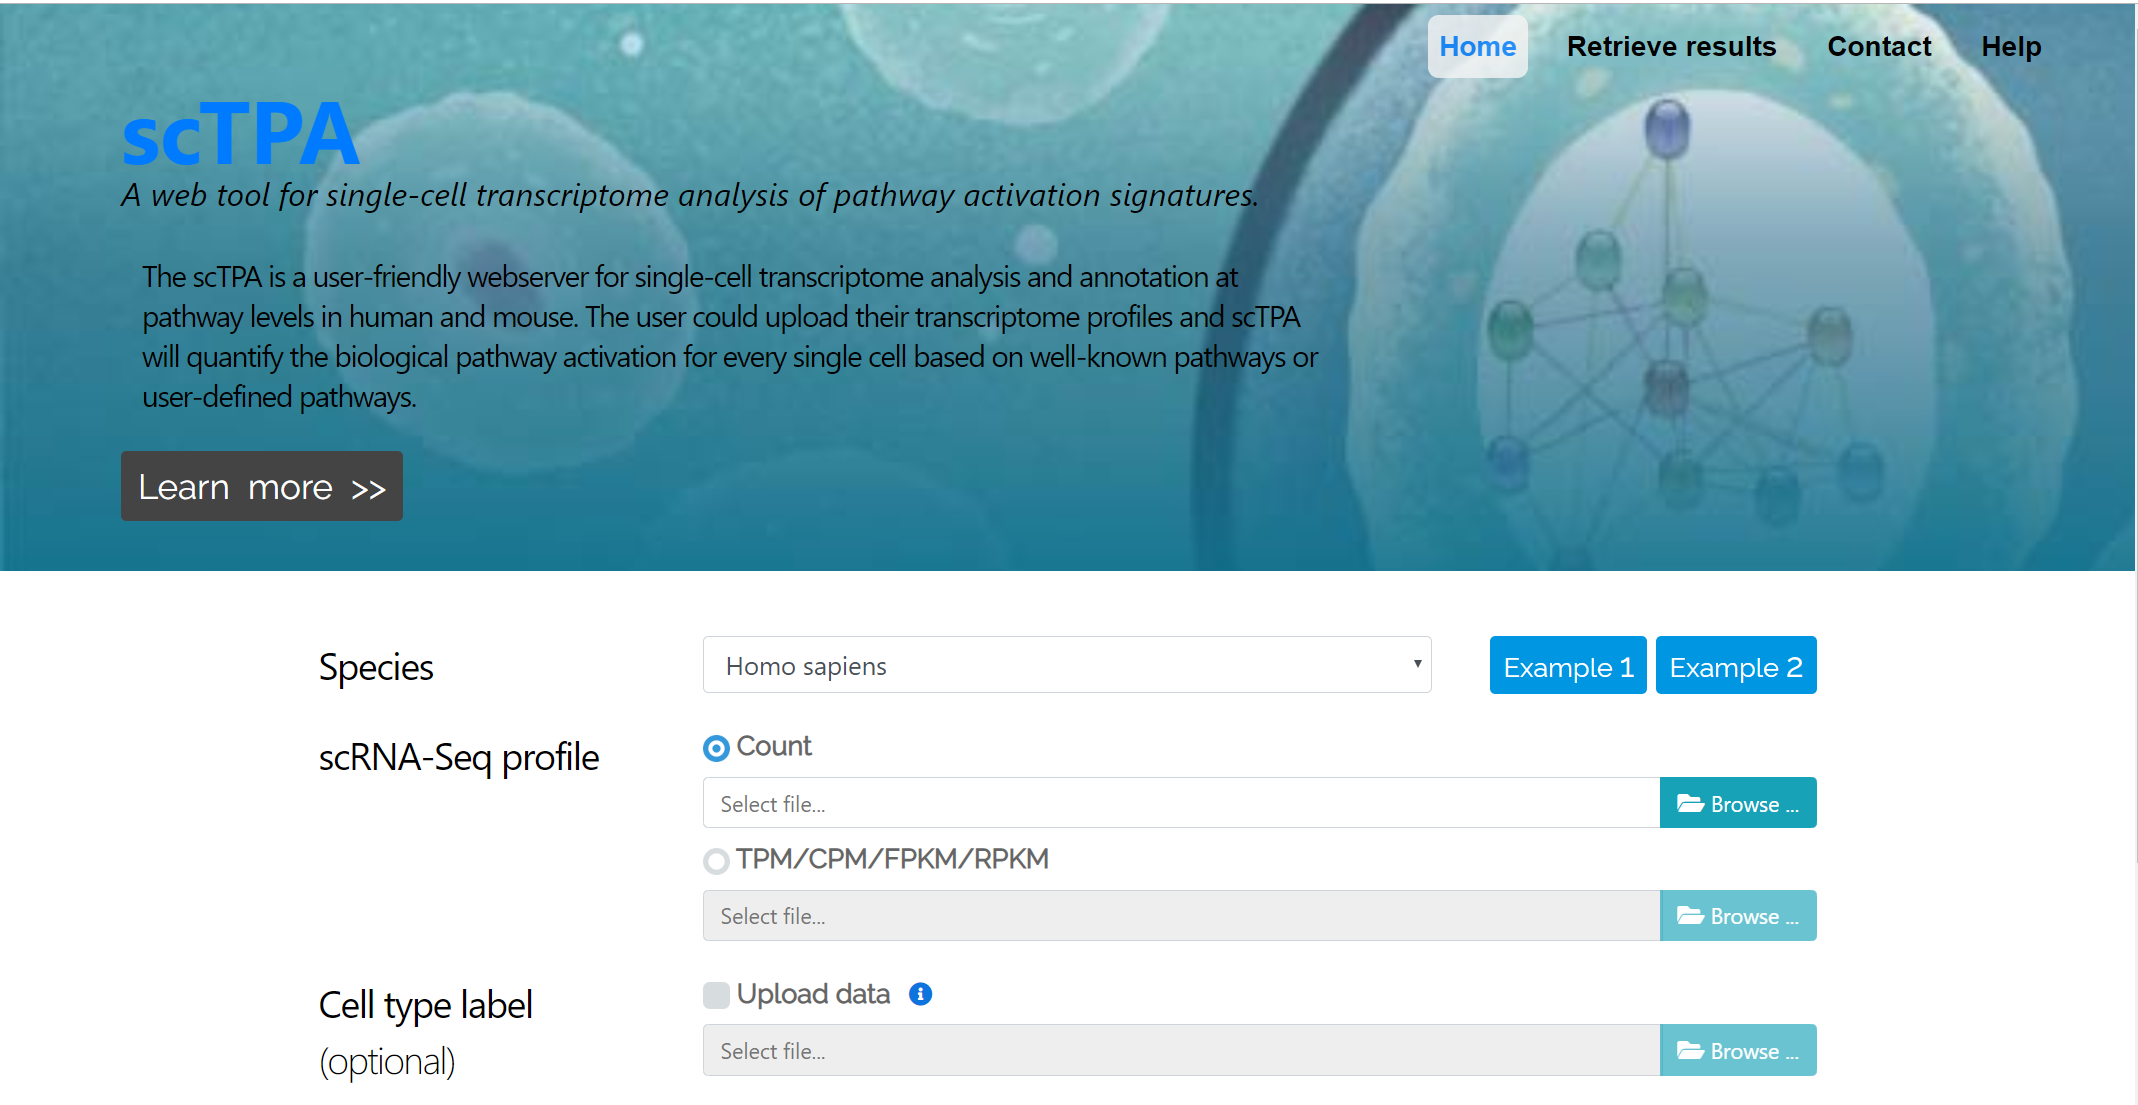 Home Retrieve results Contact Help
scTPA
A web tool for single-cell transcriptome analysis of pathway activation signatures.
The scTPA is a user-friendly webserver for single-cell transcriptome analysis and annotation at
pathway levels in human and mouse. The user could upload their transcriptome profiles and scTPA
will quantify the biological pathway activation for every single cell based on well-known pathways or
user-defined pathways.
Learn more >>
Species Homo sapiens Example 1 Example 2
scRNA-Seq profile Count
Select file... Browse ...
TPM/CPM/FPKM/RPKM
Select file... Browse ...
Cell type label Upload data
(optional) Select file... Browse ...